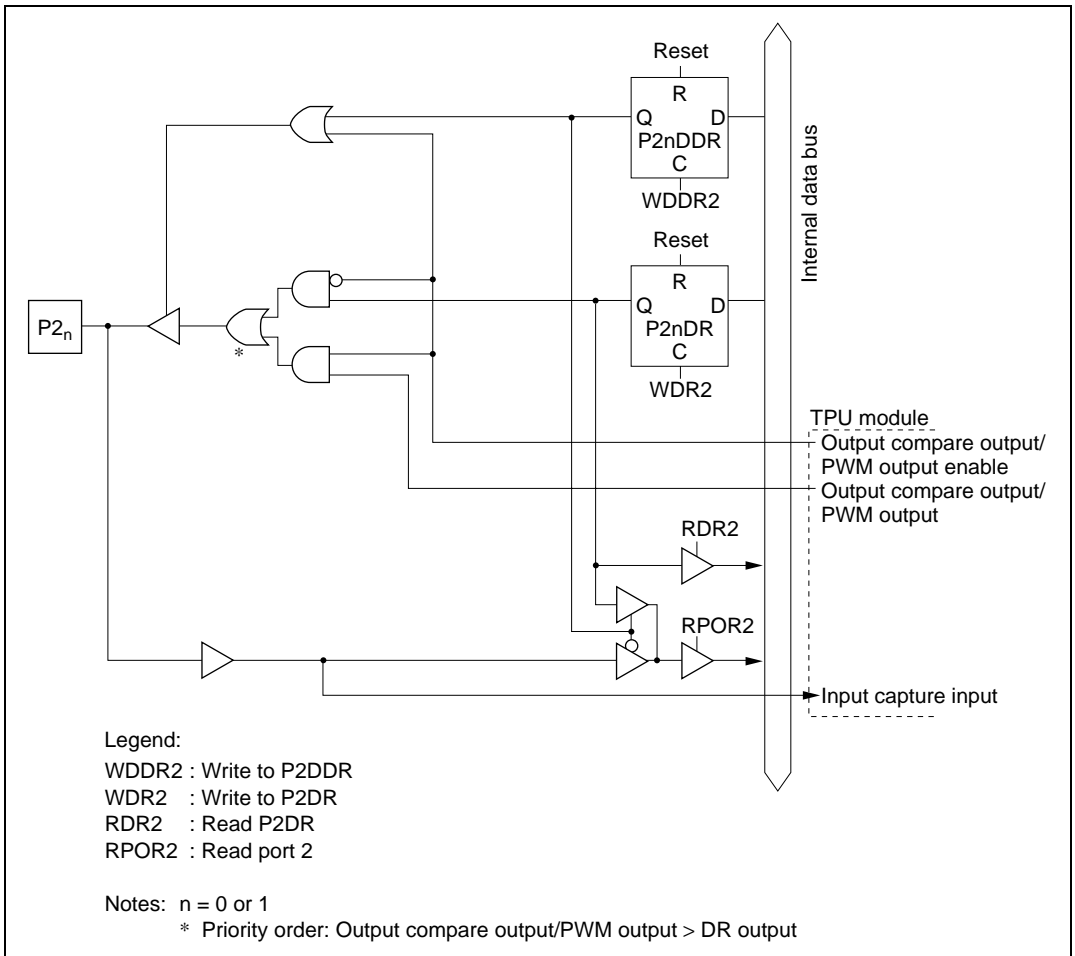 Reset
R
Q D
P2nDDR
C
WDDR2
Internal data bus
Reset
R
Q D
P2nDR
C
WDR2
P2n
*
TPU module
Output compare output/
PWM output enable
Output compare output/
PWM output
RDR2
RPOR2
Input capture input
Legend:
WDDR2 : Write to P2DDR
WDR2 : Write to P2DR
RDR2 : Read P2DR
RPOR2 : Read port 2
Notes: n = 0 or 1
* Priority order: Output compare output/PWM output > DR output